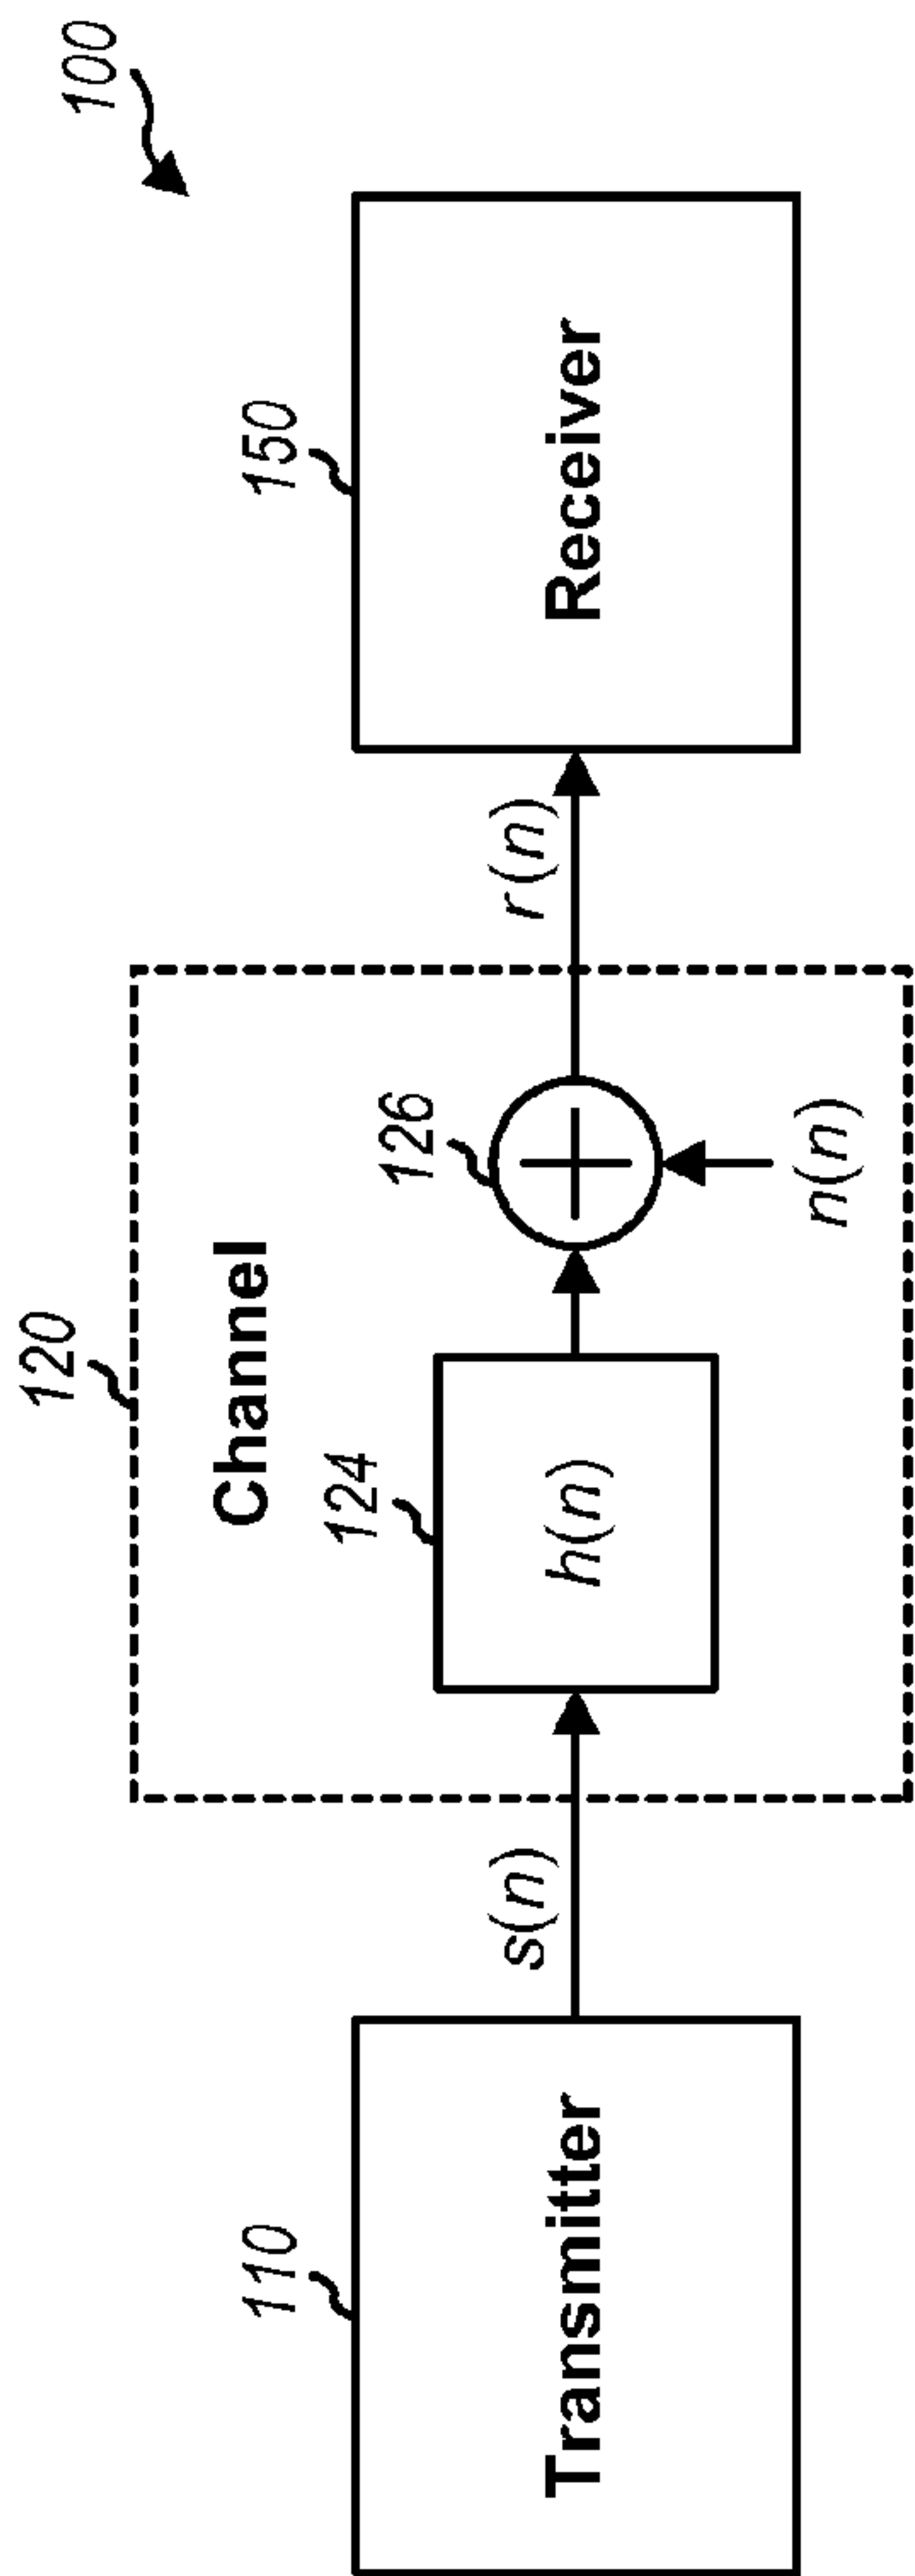 100
120
110
Transmitter
s(n)
Channel
124
h(n)
126
n(n)
r(n)
150
Receiver